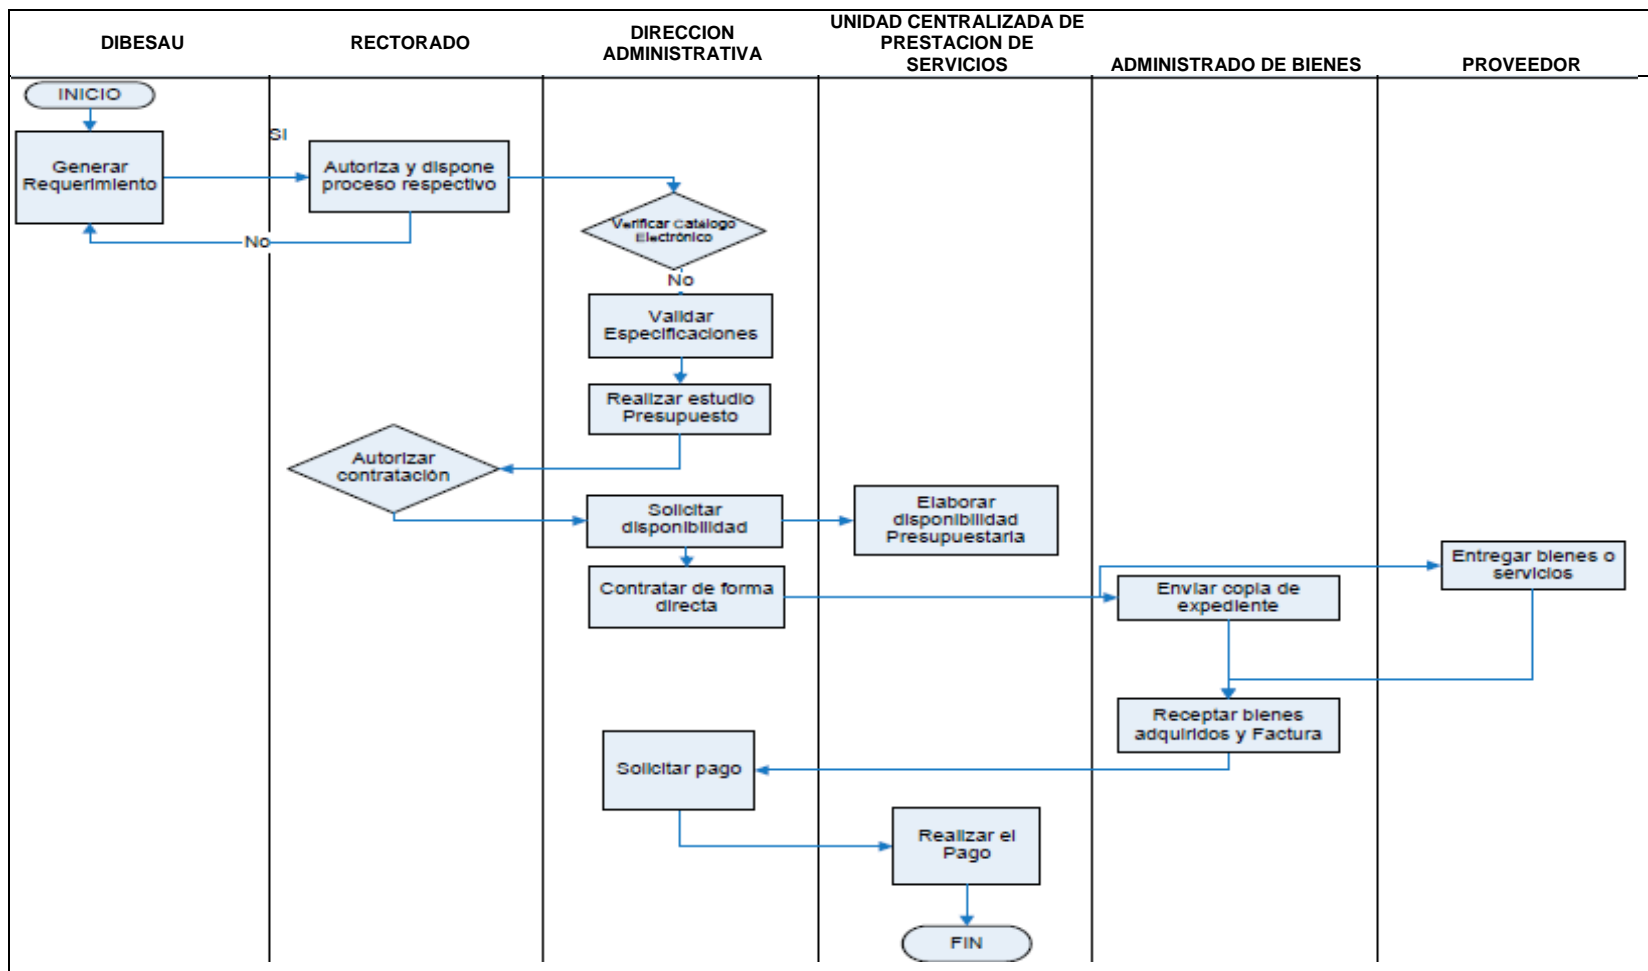 DIBESAU
RECTORADO
DIRECCION
ADMINISTRATIVA
UNIDAD CENTRALIZADA DE
PRESTACION DE
SERVICIOS
ADMINISTRADO DE BIENES
PROVEEDOR
INICIO
Generar
Requerimiento
SI
Autoriza y dispone
proceso respectivo
No
Verificar Catálogo
Electrónico
No
Validar
Especificaciones
Realizar estudio
Presupuesto
Autorizar
contratación
Solicitar
disponibilidad
Elaborar
disponibilidad
Presupuestaria
Contratar de forma
directa
Enviar copia de
expediente
Entregar bienes o
servicios
Receptar bienes
adquiridos y Factura
Solicitar pago
Realizar el
Pago
FIN